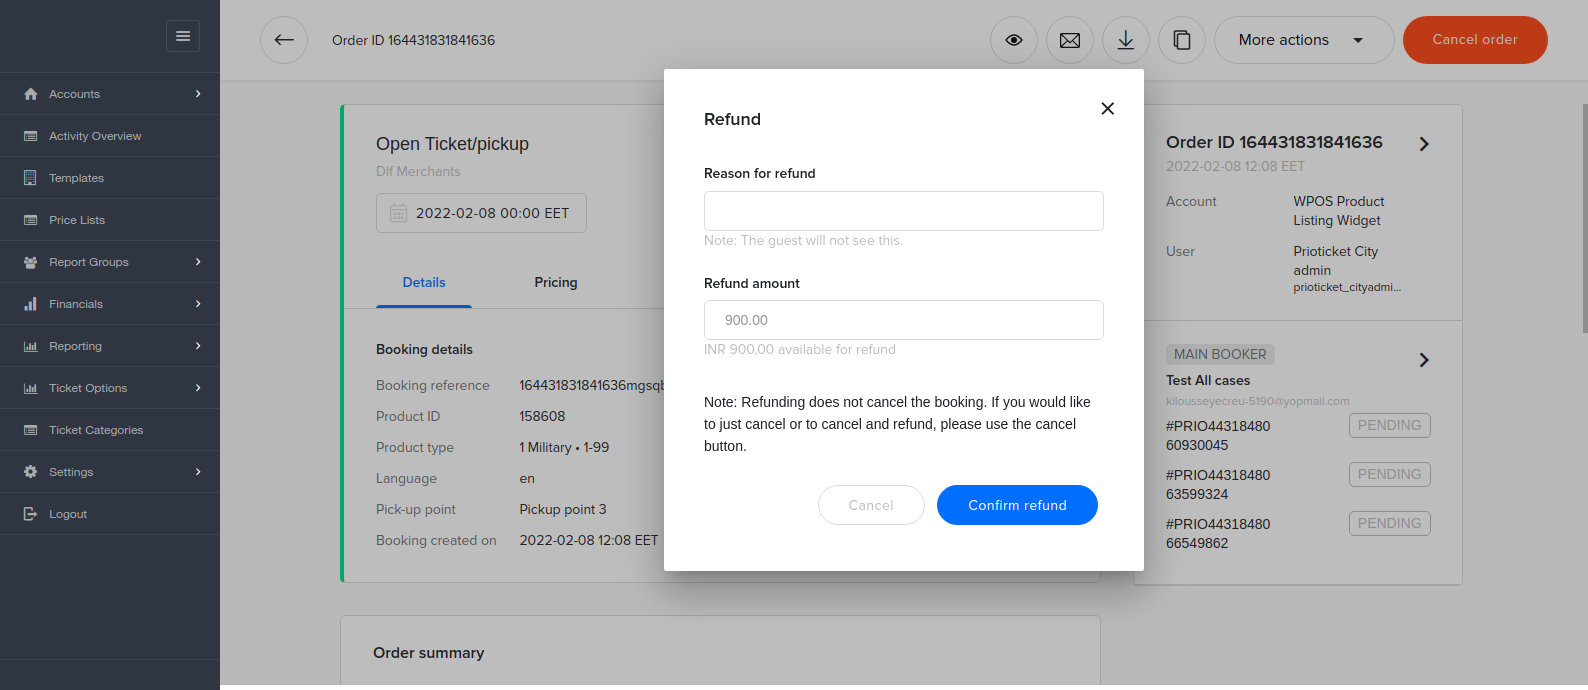 Order ID 164431831841636
More actions
Cancel order
Accounts
Activity Overview
Templates
Price Lists
Report Groups
Financials
Reporting
Ticket Options
Ticket Categories
Settings
Logout
Open Ticket/pickup
Dlf Merchants
2022-02-08 00:00 EET
Details
Pricing
Booking details
Booking reference 164431831841636mgsqb
Product ID 158608
Product type 1 Military • 1-99
Language en
Pick-up point Pickup point 3
Booking created on 2022-02-08 12:08 EET
Order summary
Refund
Reason for refund
Note: The guest will not see this.
Refund amount
900.00
INR 900,00 available for refund
Note: Refunding does not cancel the booking. If you would like
to just cancel or to cancel and refund, please use the cancel
button.
Cancel
Confirm refund
Order ID 164431831841636
2022-02-08 12:08 EET
Account WPOS Product
Listing Widget
User Prioticket City
admin
prioticket_cityadmi...
MAIN BOOKER
Test All cases
kilousseyecreu-5190@yopmail.com
#PRIO44318480 PENDING
60930045
#PRIO44318480 PENDING
63599324
#PRIO44318480 PENDING
66549862